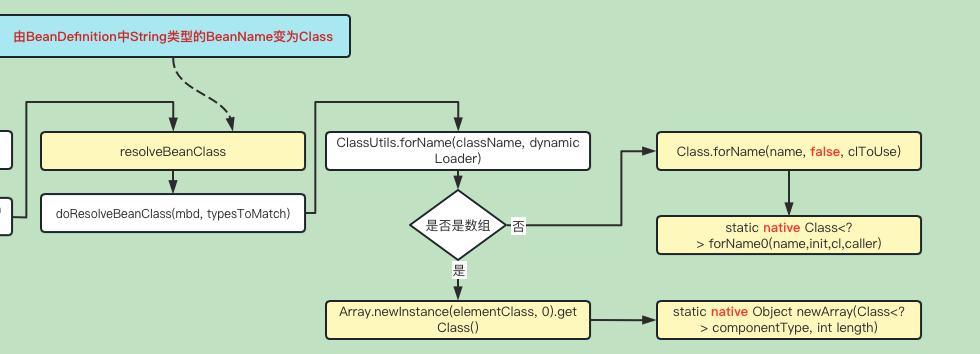 由BeanDefinition中String类型的BeanName变为Class
resolveBeanClass
doResolveBeanClass(mbd, typesToMatch)
ClassUtils.forName(className, dynamic
Loader)
是否是数组
否
是
Class.forName(name, false, clToUse)
static native Class<?
> forName0(name,init,cl,caller)
Array.newInstance(elementClass, 0).get
Class()
static native Object newArray(Class<?
> componentType, int length)